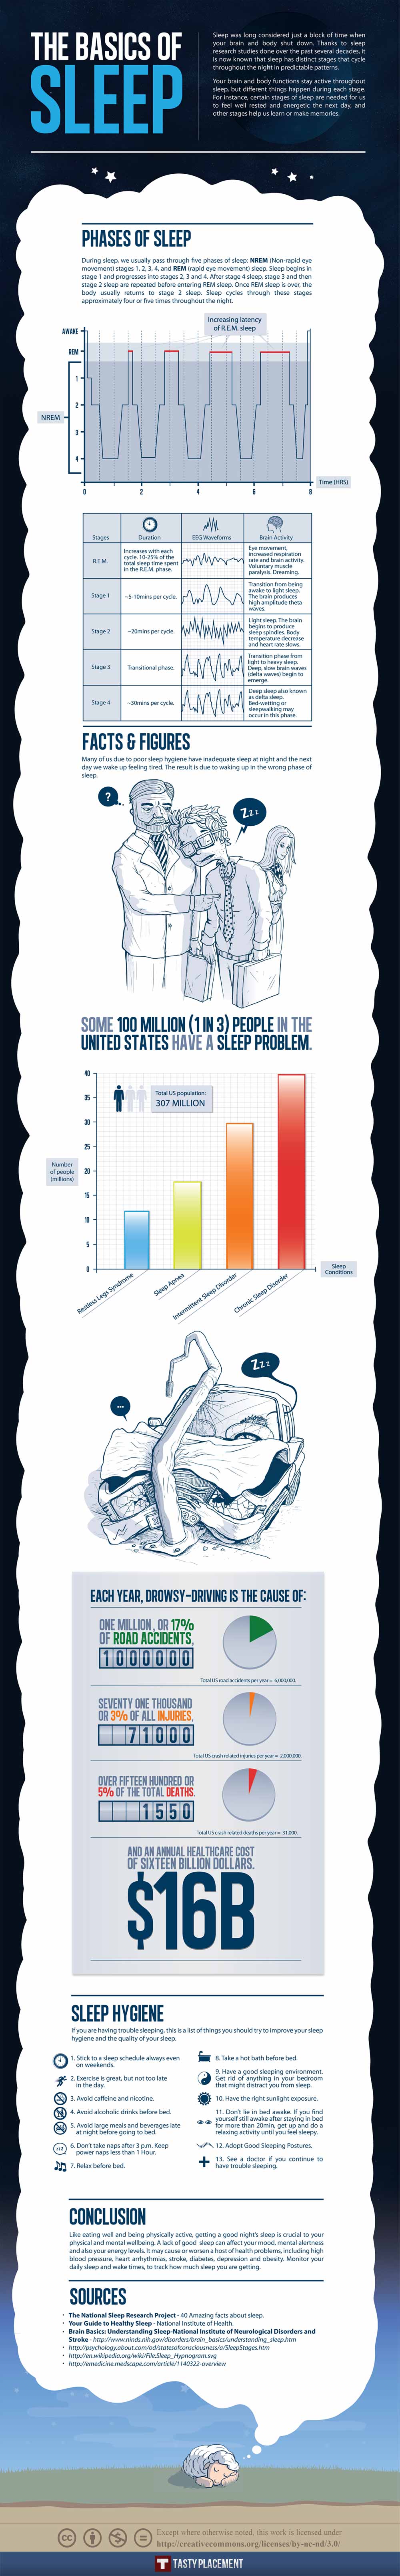 THE BASICS OF
SLEEP
Sleep was long considered just a block of time when
your brain and body shut down. Thanks to sleep
research studies done over the past several decades, it
is now known that sleep has distinct stages that cycle
throughout the night in predictable patterns.
Your brain and body functions stay active throughout
sleep, but different things happen during each stage.
For instance, certain stages of sleep are needed for us
to feel well rested and energetic the next day, and
other stages help us learn or make memories.
PHASES OF SLEEP
During sleep, we usually pass through five phases of sleep: NREM (Non-rapid eye
movement) stages 1, 2, 3, 4, and REM (rapid eye movement) sleep. Sleep begins in
stage 1 and progresses into stages 2, 3 and 4. After stage 4 sleep, stage 3 and then
stage 2 sleep are repeated before entering REM sleep. Once REM sleep is over, the
body usually returns to stage 2 sleep. Sleep cycles through these stages
approximately four or five times throughout the night.
Increasing latency
of R.E.M. sleep
AWAKE
REM
1
2
NREM
3
4
Time (HRS)
0 2 4 6 8
Stages Duration EEG Waveforms Brain Activity
R.E.M.
Increases with each
cycle. 10-25% of the
total sleep time spent
in the R.E.M. phase.
Eye movement,
increased respiration
rate and brain activity.
Voluntary muscle
paralysis. Dreaming.
Stage 1
~5-10mins per cycle.
Transition from being
awake to light sleep.
The brain produces
high amplitude theta
waves.
Stage 2
~20mins per cycle.
Light sleep. The brain
begins to produce
sleep spindles. Body
temperature decrease
and heart rate slows.
Stage 3
Transitional phase.
Transition phase from
light to heavy sleep.
Deep, slow brain waves
(delta waves) begin to
emerge.
Stage 4
~30mins per cycle.
Deep sleep also known
as delta sleep.
Bed-wetting or
sleepwalking may
occur in this phase.
FACTS & FIGURES
Many of us due to poor sleep hygiene have inadequate sleep at night and the next
day we wake up feeling tired. The result is due to waking up in the wrong phase of
sleep.
?
Z z z
SOME 100 MILLION (1 IN 3) PEOPLE IN THE
UNITED STATES HAVE A SLEEP PROBLEM.
40
35
30
25
20
15
10
5
0
Total US population:
307 MILLION
Number
of people
(millions)
Sleep
Conditions
Restless Legs Syndrome
Sleep Apnea
Intermittent Sleep Disorder
Chronic Sleep Disorder
Z z z
...
EACH YEAR, DROWSY-DRIVING IS THE CAUSE OF:
ONE MILLION, OR 17%
OF ROAD ACCIDENTS,
1000000
Total US road accidents per year = 6,000,000.
SEVENTY ONE THOUSAND
OR 3% OF ALL INJURIES,
71000
Total US crash related injuries per year = 2,000,000.
OVER FIFTEEN HUNDRED OR
5% OF THE TOTAL DEATHS.
1550
Total US crash related deaths per year = 31,000.
AND AN ANNUAL HEALTHCARE COST
OF SIXTEEN BILLION DOLLARS.
$16B
SLEEP HYGIENE
If you are having trouble sleeping, this is a list of things you should try to improve your sleep
hygiene and the quality of your sleep.
1. Stick to a sleep schedule always even
on weekends.
2. Exercise is great, but not too late
in the day.
3. Avoid caffeine and nicotine.
4. Avoid alcoholic drinks before bed.
5. Avoid large meals and beverages late
at night before going to bed.
6. Don't take naps after 3 p.m. Keep
power naps less than 1 Hour.
7. Relax before bed.
8. Take a hot bath before bed.
9. Have a good sleeping environment.
Get rid of anything in your bedroom
that might distract you from sleep.
10. Have the right sunlight exposure.
11. Don't lie in bed awake. If you find
yourself still awake after staying in bed
for more than 20min, get up and do a
relaxing activity until you feel sleepy.
12. Adopt Good Sleeping Postures.
13. See a doctor if you continue to
have trouble sleeping.
CONCLUSION
Like eating well and being physically active, getting a good night's sleep is crucial to your
physical and mental wellbeing. A lack of good sleep can affect your mood, mental alertness
and also your energy levels. It may cause or worsen a host of health problems, including high
blood pressure, heart arrhythmias, stroke, diabetes, depression and obesity. Monitor your
daily sleep and wake times, to track how much sleep you are getting.
SOURCES
· The National Sleep Research Project - 40 Amazing facts about sleep.
· Your Guide to Healthy Sleep - National Institute of Health.
· Brain Basics: Understanding Sleep-National Institute of Neurological Disorders and
Stroke - http://www.ninds.nih.gov/disorders/brain_basics/understanding_sleep.htm
· http://psychology.about.com/od/statesofconsciousness/a/SleepStages.htm
· http://en.wikipedia.org/wiki/File:Sleep_Hypnogram.svg
· http://emedicine.medscape.com/article/1140322-overview
cc
Except where otherwise noted, this work is licensed under
http://creativecommons.org/licenses/by-nc-nd/3.0/
T TASTY PLACEMENT